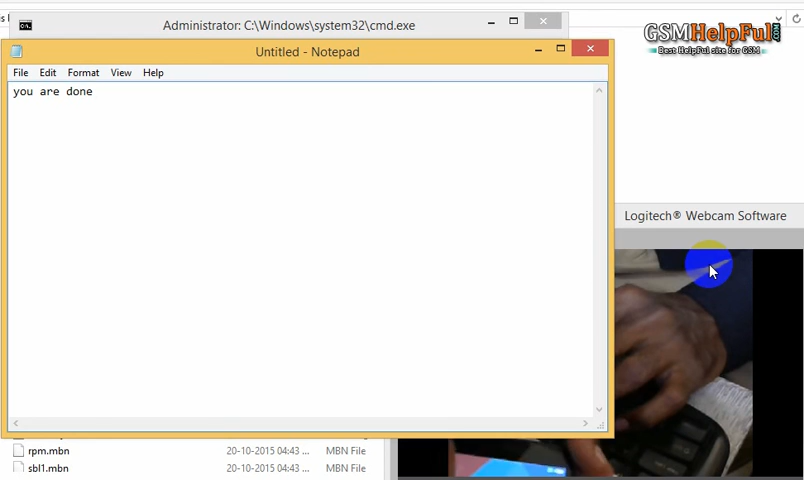 Administrator: C:\Windows\system32\cmd.exe
GSMHelpFul.COM
Best HelpFul site for GSM
Untitled - Notepad
File Edit Format View Help
you are done
Logitech® Webcam Software
rpm.mbn 20-10-2015 04:43 ... MBN File
sbl1.mbn 20-10-2015 04:43 ... MBN File